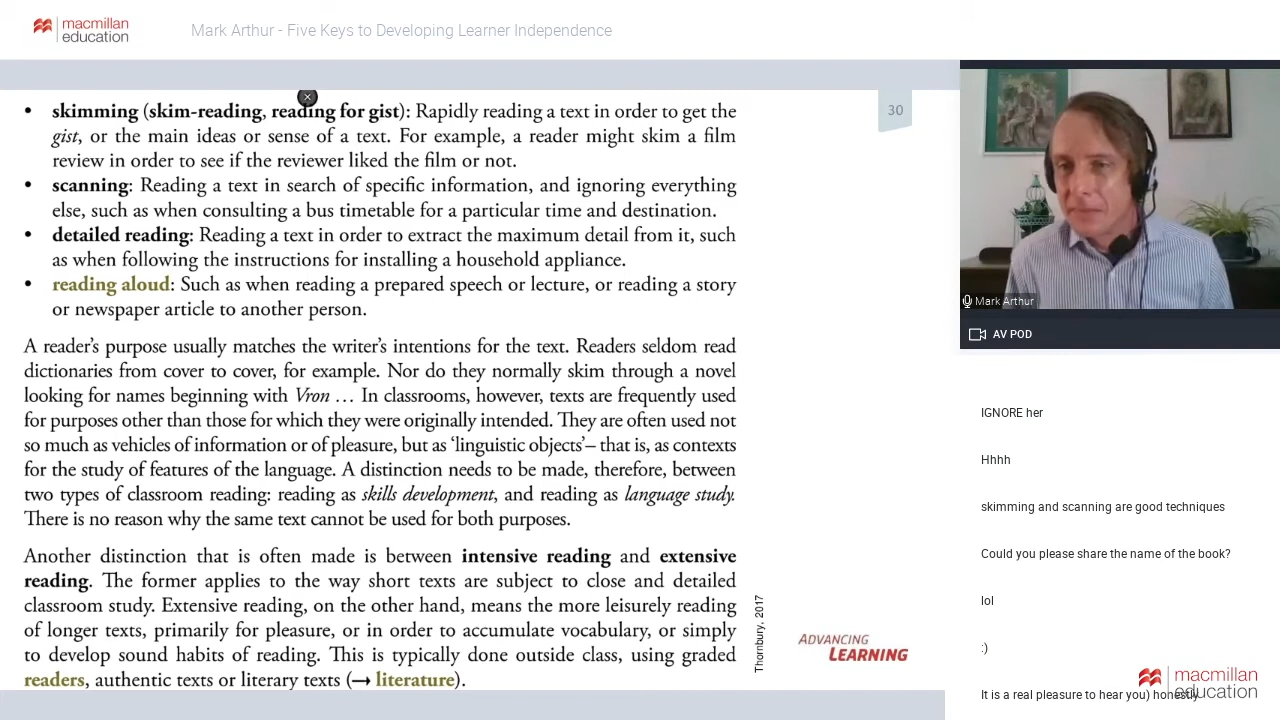 macmillan
education
Mark Arthur - Five Keys to Developing Learner Independence
• skimming (skim-reading, reading for gist): Rapidly reading a text in order to get the
gist, or the main ideas or sense of a text. For example, a reader might skim a film
review in order to see if the reviewer liked the film or not.
• scanning: Reading a text in search of specific information, and ignoring everything
else, such as when consulting a bus timetable for a particular time and destination.
• detailed reading: Reading a text in order to extract the maximum detail from it, such
as when following the instructions for installing a household appliance.
• reading aloud: Such as when reading a prepared speech or lecture, or reading a story
or newspaper article to another person.
A reader’s purpose usually matches the writer’s intentions for the text. Readers seldom read
dictionaries from cover to cover, for example. Nor do they normally skim through a novel
looking for names beginning with Vron … In classrooms, however, texts are frequently used
for purposes other than those for which they were originally intended. They are often used not
so much as vehicles of information or of pleasure, but as ‘linguistic objects’– that is, as contexts
for the study of features of the language. A distinction needs to be made, therefore, between
two types of classroom reading: reading as skills development, and reading as language study.
There is no reason why the same text cannot be used for both purposes.
Another distinction that is often made is between intensive reading and extensive
reading. The former applies to the way short texts are subject to close and detailed
classroom study. Extensive reading, on the other hand, means the more leisurely reading
of longer texts, primarily for pleasure, or in order to accumulate vocabulary, or simply
to develop sound habits of reading. This is typically done outside class, using graded
readers, authentic texts or literary texts (→ literature).
Thornbury, 2017
30
ADVANCING
LEARNING
Mark Arthur
AV POD
IGNORE her
Hhhh
skimming and scanning are good techniques
Could you please share the name of the book?
lol
:)
It is a real pleasure to hear you) honestly
macmillan
education